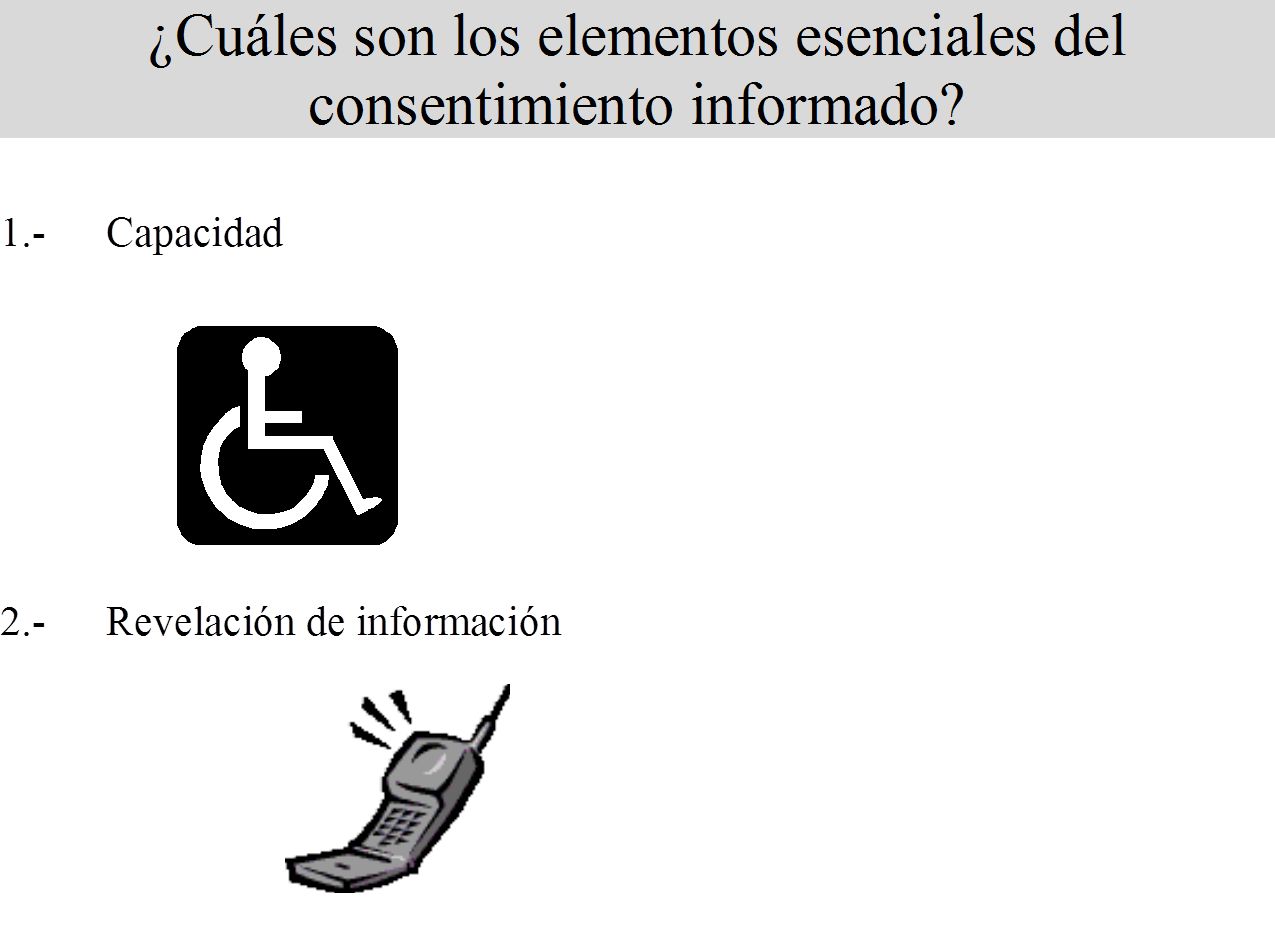 ¿Cuáles son los elementos esenciales del
consentimiento informado?
1.- Capacidad
2.- Revelación de información